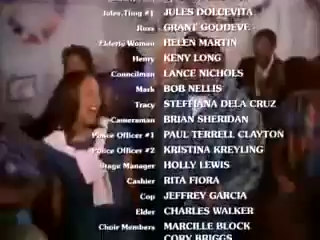 Jules Ting #1 JULES DOLCEVITA
Russ GRANT GOODEVE
Elderly Woman HELEN MARTIN
Henry KENY LONG
Councilman LANCE NICHOLS
Mark BOB NELLIS
Tracy STEFFIANA DELA CRUZ
Cameraman BRIAN SHERIDAN
Police Officer #1 PAUL TERRELL CLAYTON
Police Officer #2 KRISTINA KREYLING
Stage Manager HOLLY LEWIS
Cashier RITA FIORA
Cop JEFFREY GARCIA
Elder CHARLES WALKER
Choir Members MARCILLE BLOCK
CORY BRIGGS